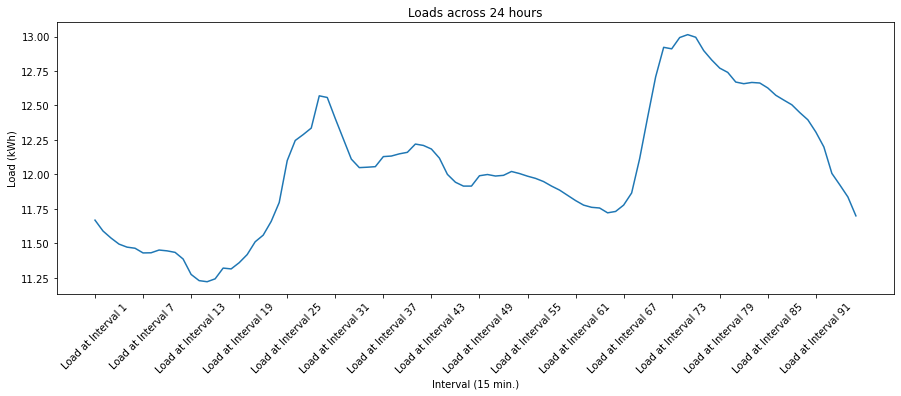 Loads across 24 hours
Load (kWh)
13.00
12.75
12.50
12.25
12.00
11.75
11.50
11.25
Load at Interval 1
Load at Interval 7
Load at Interval 13
Load at Interval 19
Load at Interval 25
Load at Interval 31
Load at Interval 37
Load at Interval 43
Load at Interval 49
Load at Interval 55
Load at Interval 61
Load at Interval 67
Load at Interval 73
Load at Interval 79
Load at Interval 85
Load at Interval 91
Interval (15 min.)